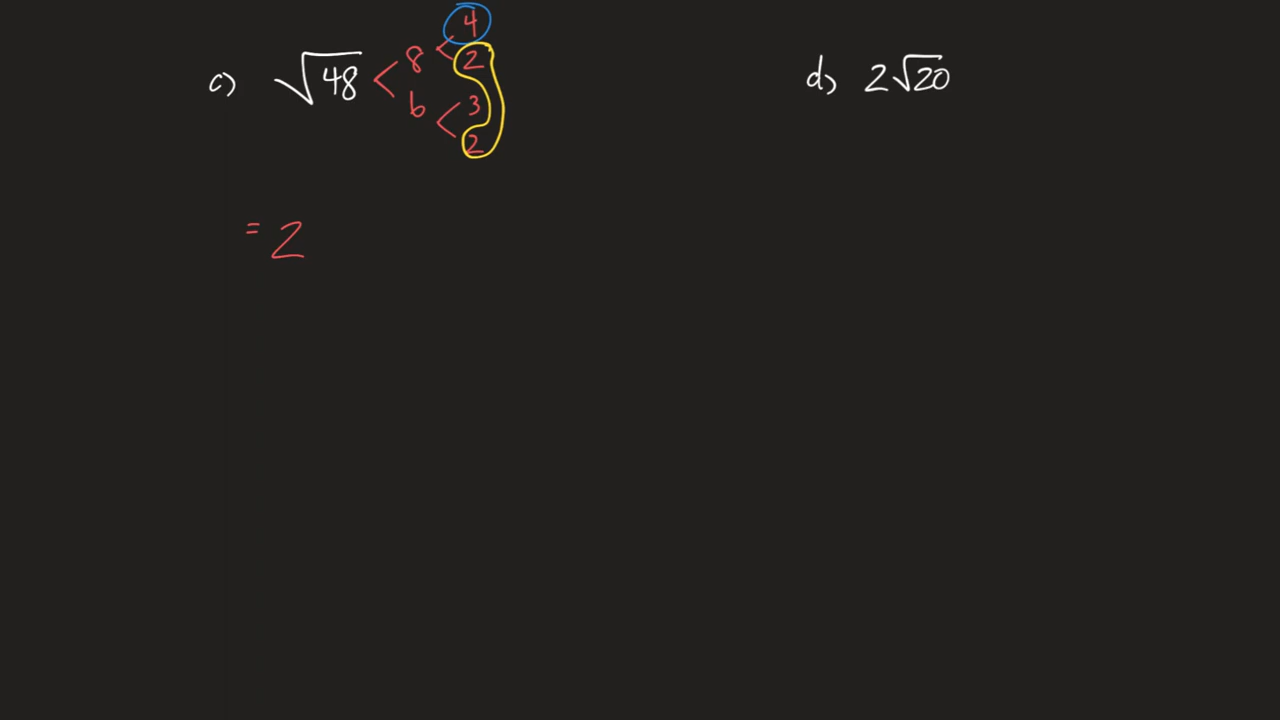 4
c) √48 < 8 < 2
6 < 3
2
d) 2√20
= 2